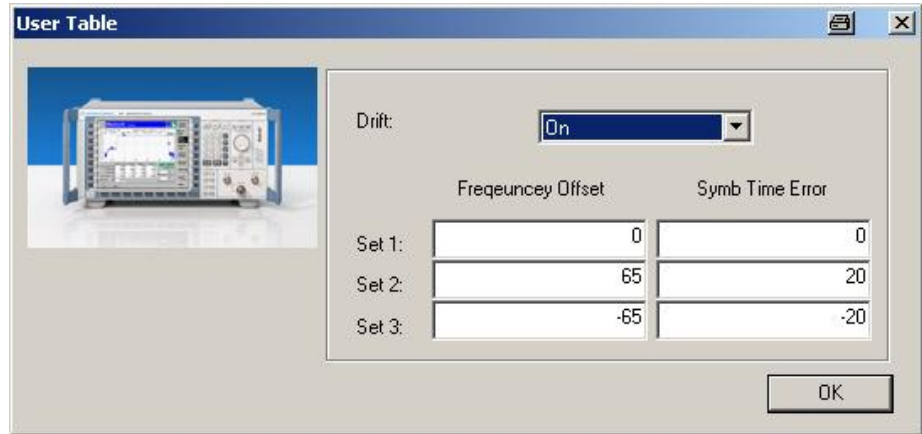 User Table
Drift: On
Freqeuncey Offset Symb Time Error
Set 1: 0 0
Set 2: 65 20
Set 3: -65 -20
OK